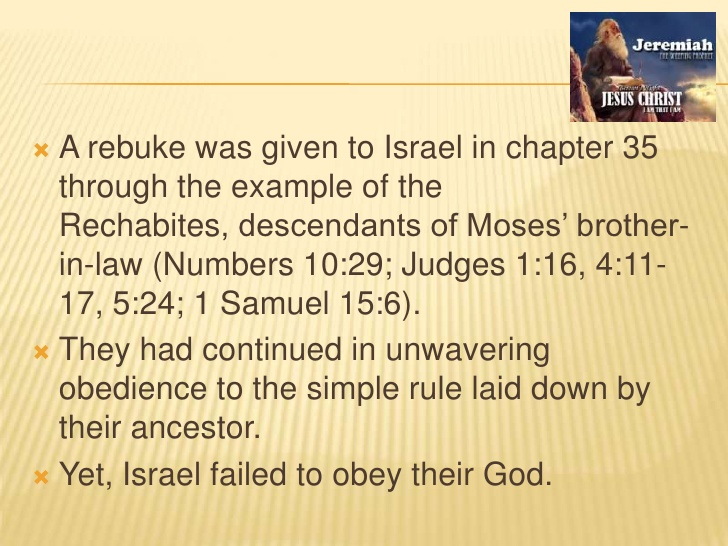 Jeremiah
THE WEEPING PROPHET
JESUS CHRIST
I AM THAT I AM
A rebuke was given to Israel in chapter 35
through the example of the
Rechabites, descendants of Moses’ brother-
in-law (Numbers 10:29; Judges 1:16, 4:11-
17, 5:24; 1 Samuel 15:6).
They had continued in unwavering
obedience to the simple rule laid down by
their ancestor.
Yet, Israel failed to obey their God.